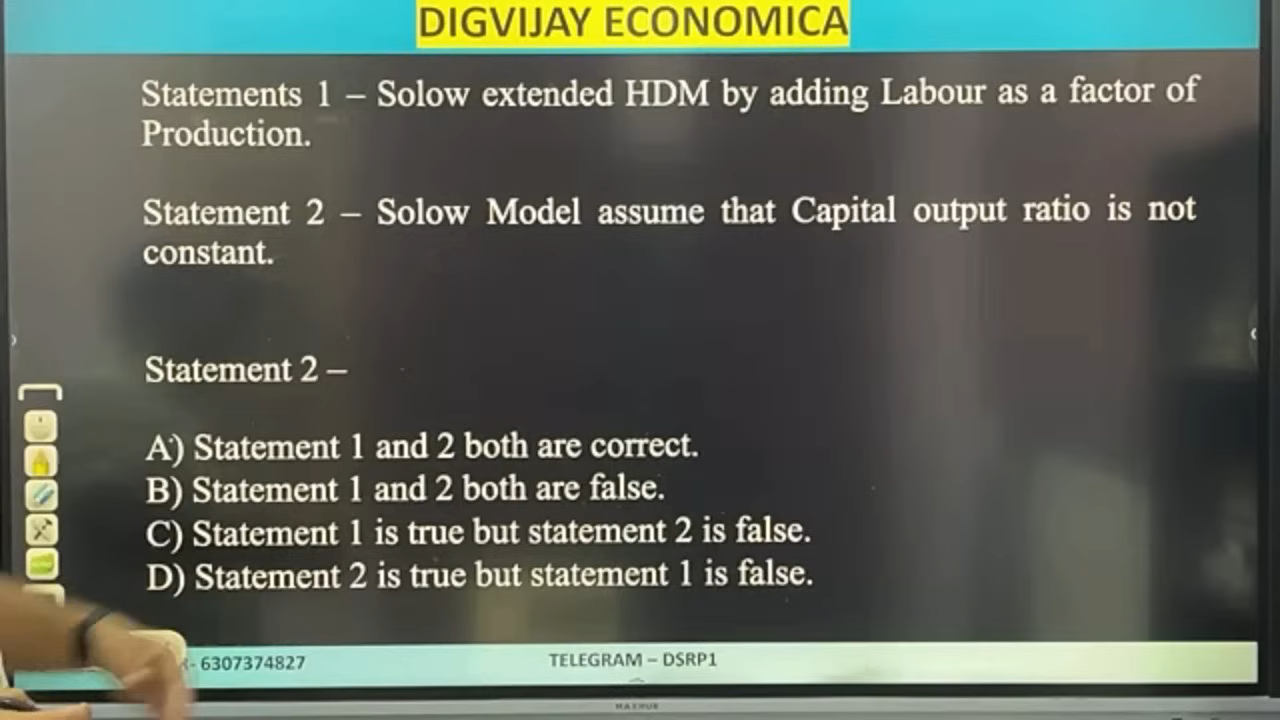 DIGVIJAY ECONOMICA
Statements 1 – Solow extended HDM by adding Labour as a factor of
Production.
Statement 2 – Solow Model assume that Capital output ratio is not
constant.
Statement 2 –
A) Statement 1 and 2 both are correct.
B) Statement 1 and 2 both are false.
C) Statement 1 is true but statement 2 is false.
D) Statement 2 is true but statement 1 is false.
- 6307374827
TELEGRAM – DSRP1
MAXHUB